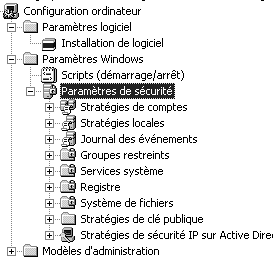 Configuration ordinateur
Paramètres logiciel
Installation de logiciel
Paramètres Windows
Scripts (démarrage/arrêt)
Paramètres de sécurité
Stratégies de comptes
Stratégies locales
Journal des événements
Groupes restreints
Services système
Registre
Système de fichiers
Stratégies de clé publique
Stratégies de sécurité IP sur Active Dire
Modèles d'administration